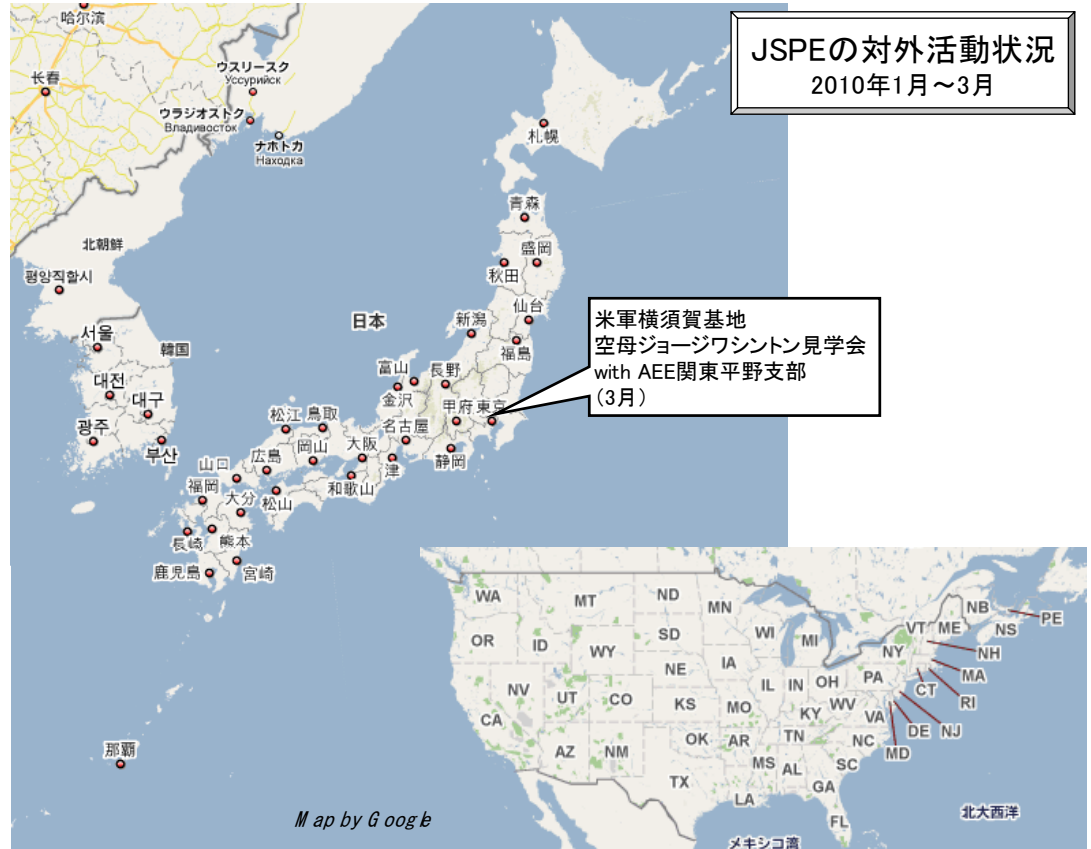 JSPEの対外活動状況
2010年1月～3月
哈尔滨
长春
ウスリースク
Уссурийск
ウラジオストク
Владивосток
ナホトカ
Находка
札幌
青森
盛岡
秋田
仙台
北朝鮮
평양직할시
日本
新潟
福島
서울
韓国
대전
대구
광주
부산
富山
長野
金沢
甲府
東京
米軍横須賀基地
空母ジョージワシントン見学会
with AEE関東平野支部
(3月)
松江
鳥取
名古屋
岡山
大阪
津
静岡
広島
山口
和歌山
福岡
大分
松山
長崎
熊本
鹿児島
宮崎
那覇
Map by Google
WA
MT
ND
MN
NB
PE
OR
ID
WY
SD
WI
MI
VT
ME
NS
NY
NH
NE
IA
PA
MA
NV
UT
CO
KS
IL
IN
OH
CT
RI
CA
MO
KY
WV
VA
DE
NJ
MD
AZ
NM
OK
AR
TN
NC
SC
TX
MS
AL
GA
LA
FL
北大西洋
メキシコ湾